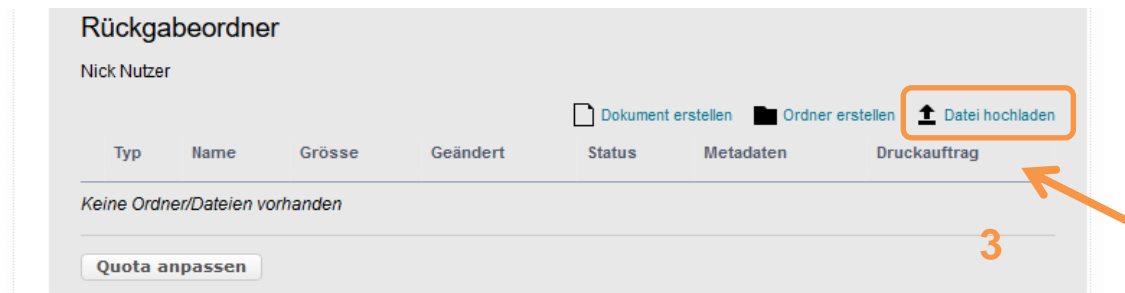 Rückgabeordner
Nick Nutzer
Dokument erstellen Ordner erstellen Datei hochladen
Typ Name Grösse Geändert Status Metadaten Druckauftrag
Keine Ordner/Dateien vorhanden
3
Quota anpassen